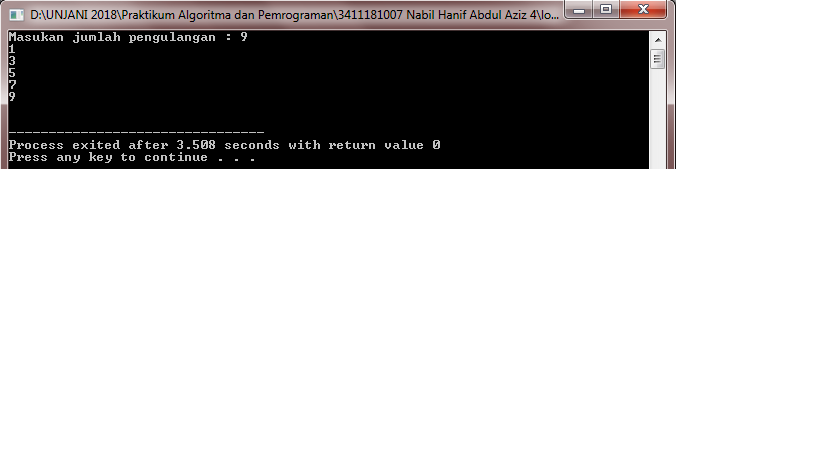 D:\UNJANI 2018\Praktikum Algoritma dan Pemrograman\3411181007 Nabil Hanif Abdul Aziz 4\lo...
Masukan jumlah pengulangan : 9
1
3
5
7
9
--------------------------------
Process exited after 3.508 seconds with return value 0
Press any key to continue . . .